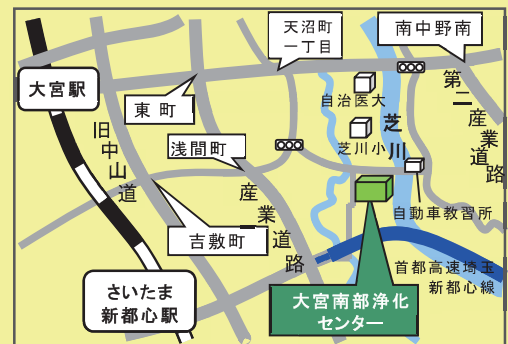 天沼町
一丁目
南中野南
大宮駅
東町
自治医大
第二産業道路
旧中山道
浅間町
芝川小
芝川
産業道路
自動車教習所
吉敷町
首都高速埼玉
新都心線
さいたま
新都心駅
大宮南部浄化
センター